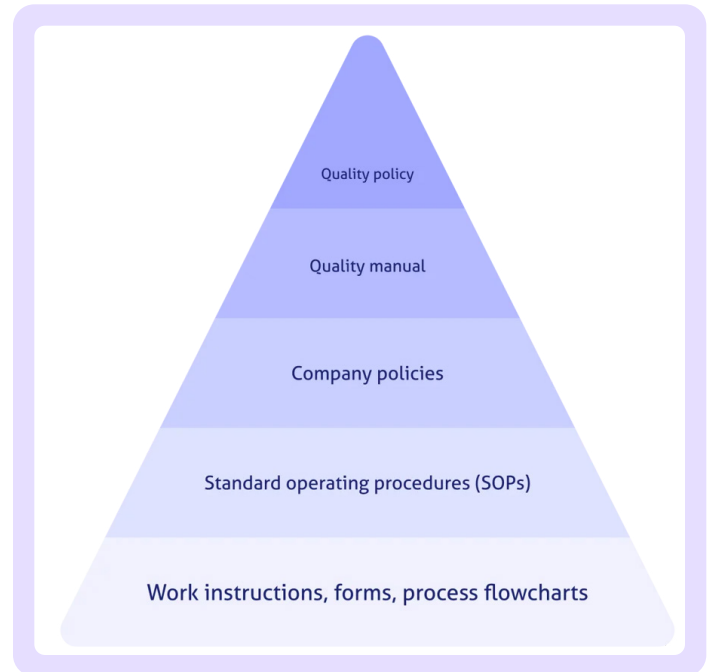 Quality policy
Quality manual
Company policies
Standard operating procedures (SOPs)
Work instructions, forms, process flowcharts